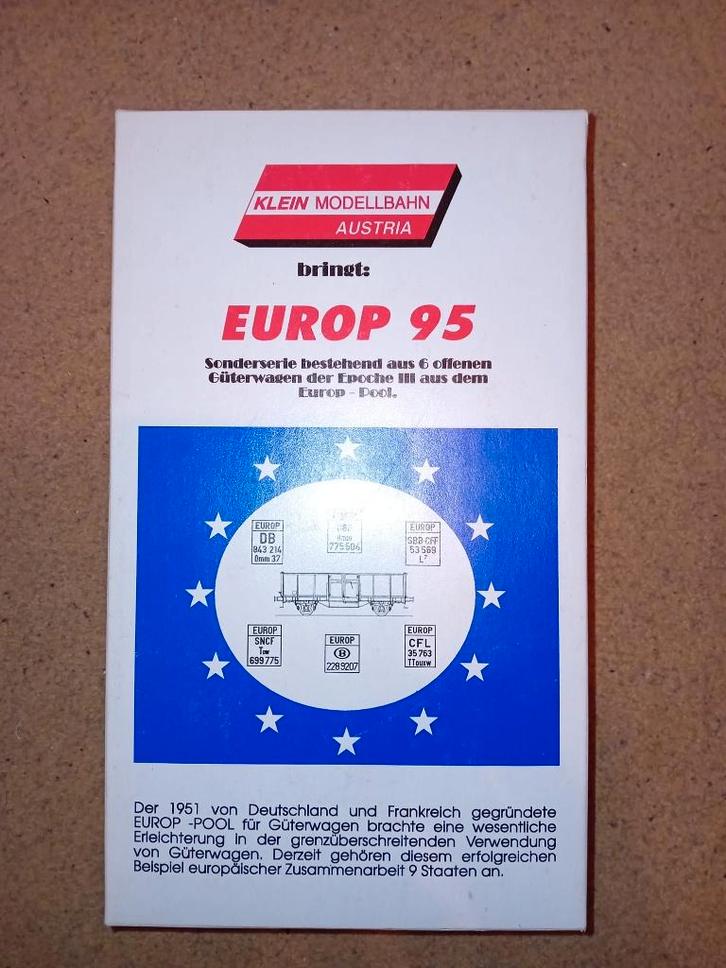 KLEIN MODELLBAHN
AUSTRIA
bringt:
EUROP 95
Sonderserie bestehend aus 6 offenen
Güterwagen der Epoche III aus dem
Europ - Pool.
EUROP
DB
843 214
Omm 37
775506
EUROP
SBB-CFF
53 569
L7
EUROP
SNCF
Tow
699775
EUROP
B
2289207
EUROP
CFL
35 763
TTouxw
Der 1951 von Deutschland und Frankreich gegründete
EUROP -POOL für Güterwagen brachte eine wesentliche
Erleichterung in der grenzüberschreitenden Verwendung
von Güterwagen. Derzeit gehören diesem erfolgreichen
Beispiel europäischer Zusammenarbeit 9 Staaten an.